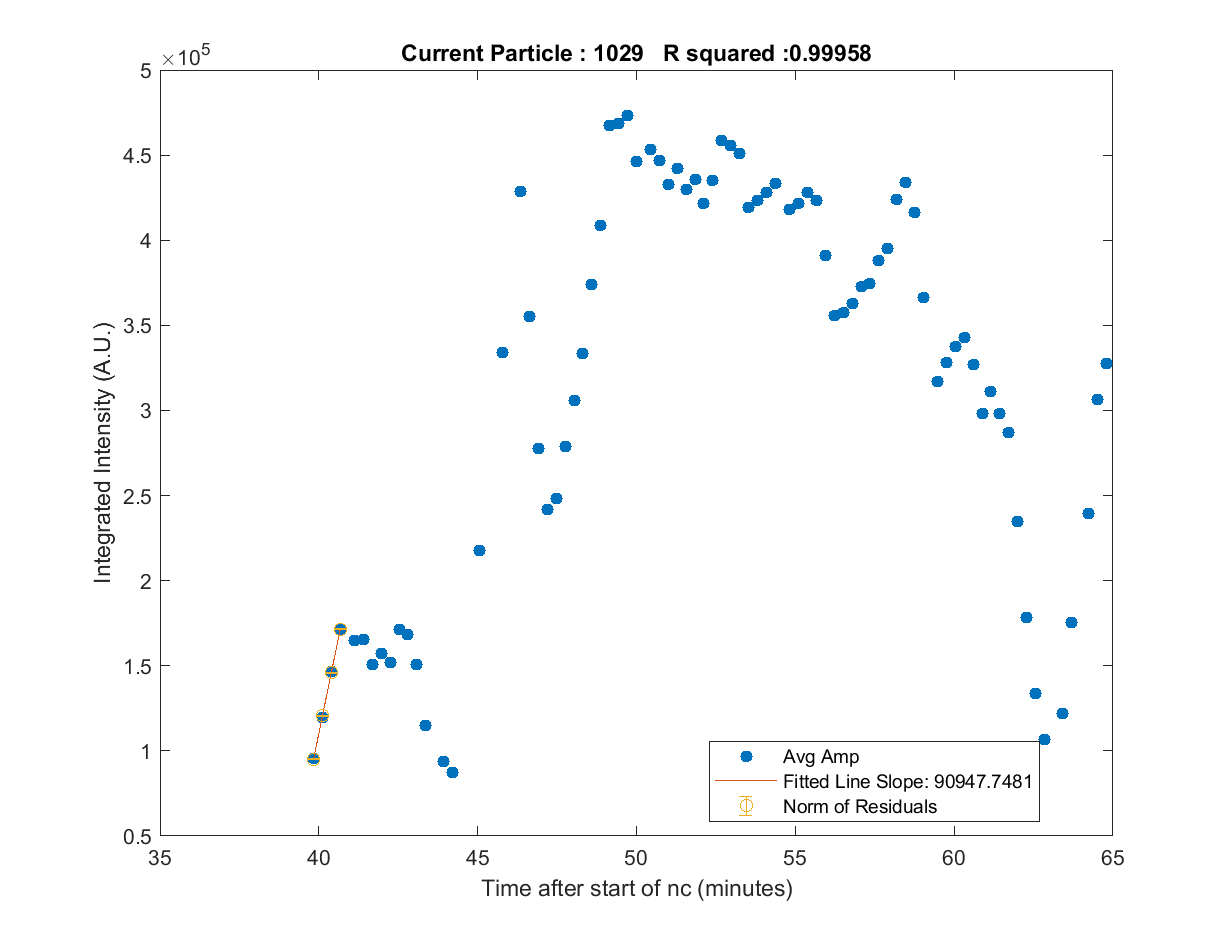 Current Particle : 1029   R squared :0.99958
×10^5
5
4.5
4
3.5
3
2.5
2
1.5
1
0.5
Integrated Intensity (A.U.)
35 40 45 50 55 60 65
Time after start of nc (minutes)
Avg Amp
Fitted Line Slope: 90947.7481
Norm of Residuals